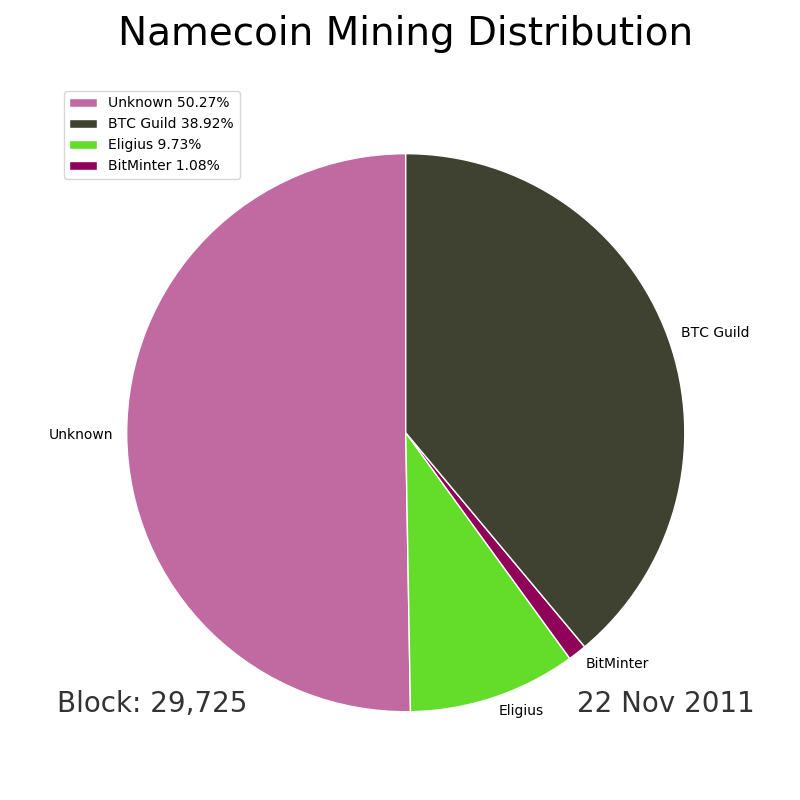 Namecoin Mining Distribution
Unknown 50.27%
BTC Guild 38.92%
Eligius 9.73%
BitMinter 1.08%
BTC Guild
Unknown
BitMinter
Eligius
Block: 29,725
22 Nov 2011